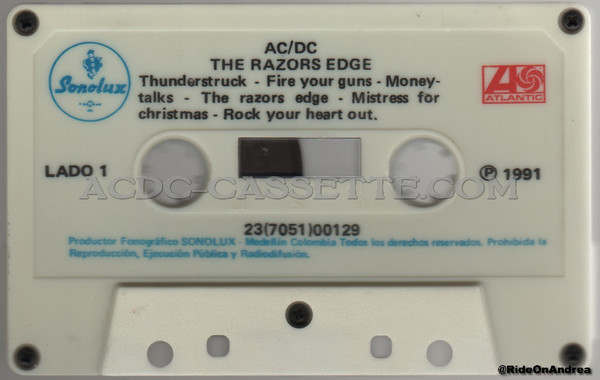 AC/DC
THE RAZORS EDGE
Sonolux
Thunderstruck - Fire your guns - Money-
talks - The razors edge - Mistress for
christmas - Rock your heart out.
ATLANTIC
LADO 1
℗ 1991
ACDC-CASSETTE.COM
23(7051)00129
Productor Fonográfico SONOLUX - Medellín Colombia Todos los derechos reservados. Prohibida la
Reproducción, Ejecución Pública y Radiodifusión.
@RideOnAndrea